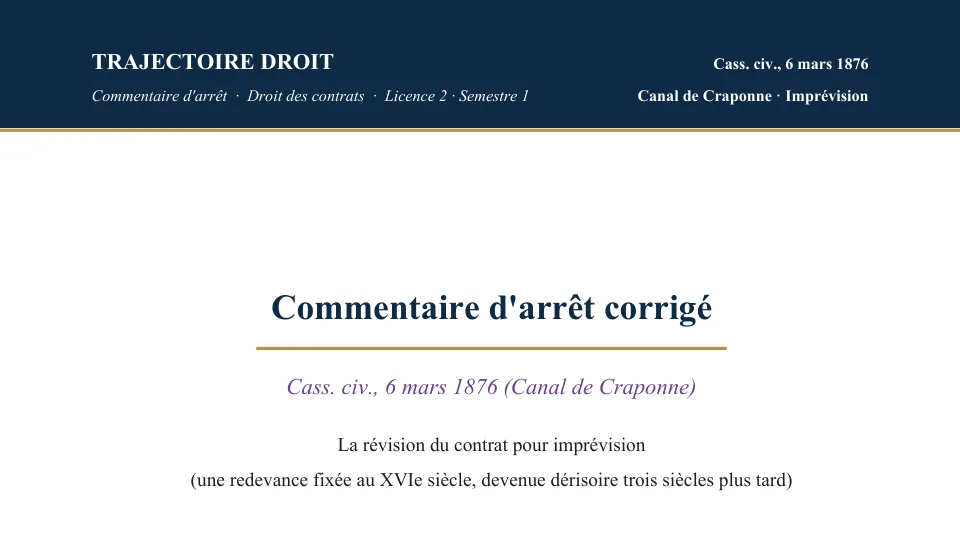 TRAJECTOIRE DROIT
Cass. civ., 6 mars 1876
Commentaire d'arrêt · Droit des contrats · Licence 2 · Semestre 1
Canal de Craponne · Imprévision
Commentaire d'arrêt corrigé
Cass. civ., 6 mars 1876 (Canal de Craponne)
La révision du contrat pour imprévision
(une redevance fixée au XVIe siècle, devenue dérisoire trois siècles plus tard)